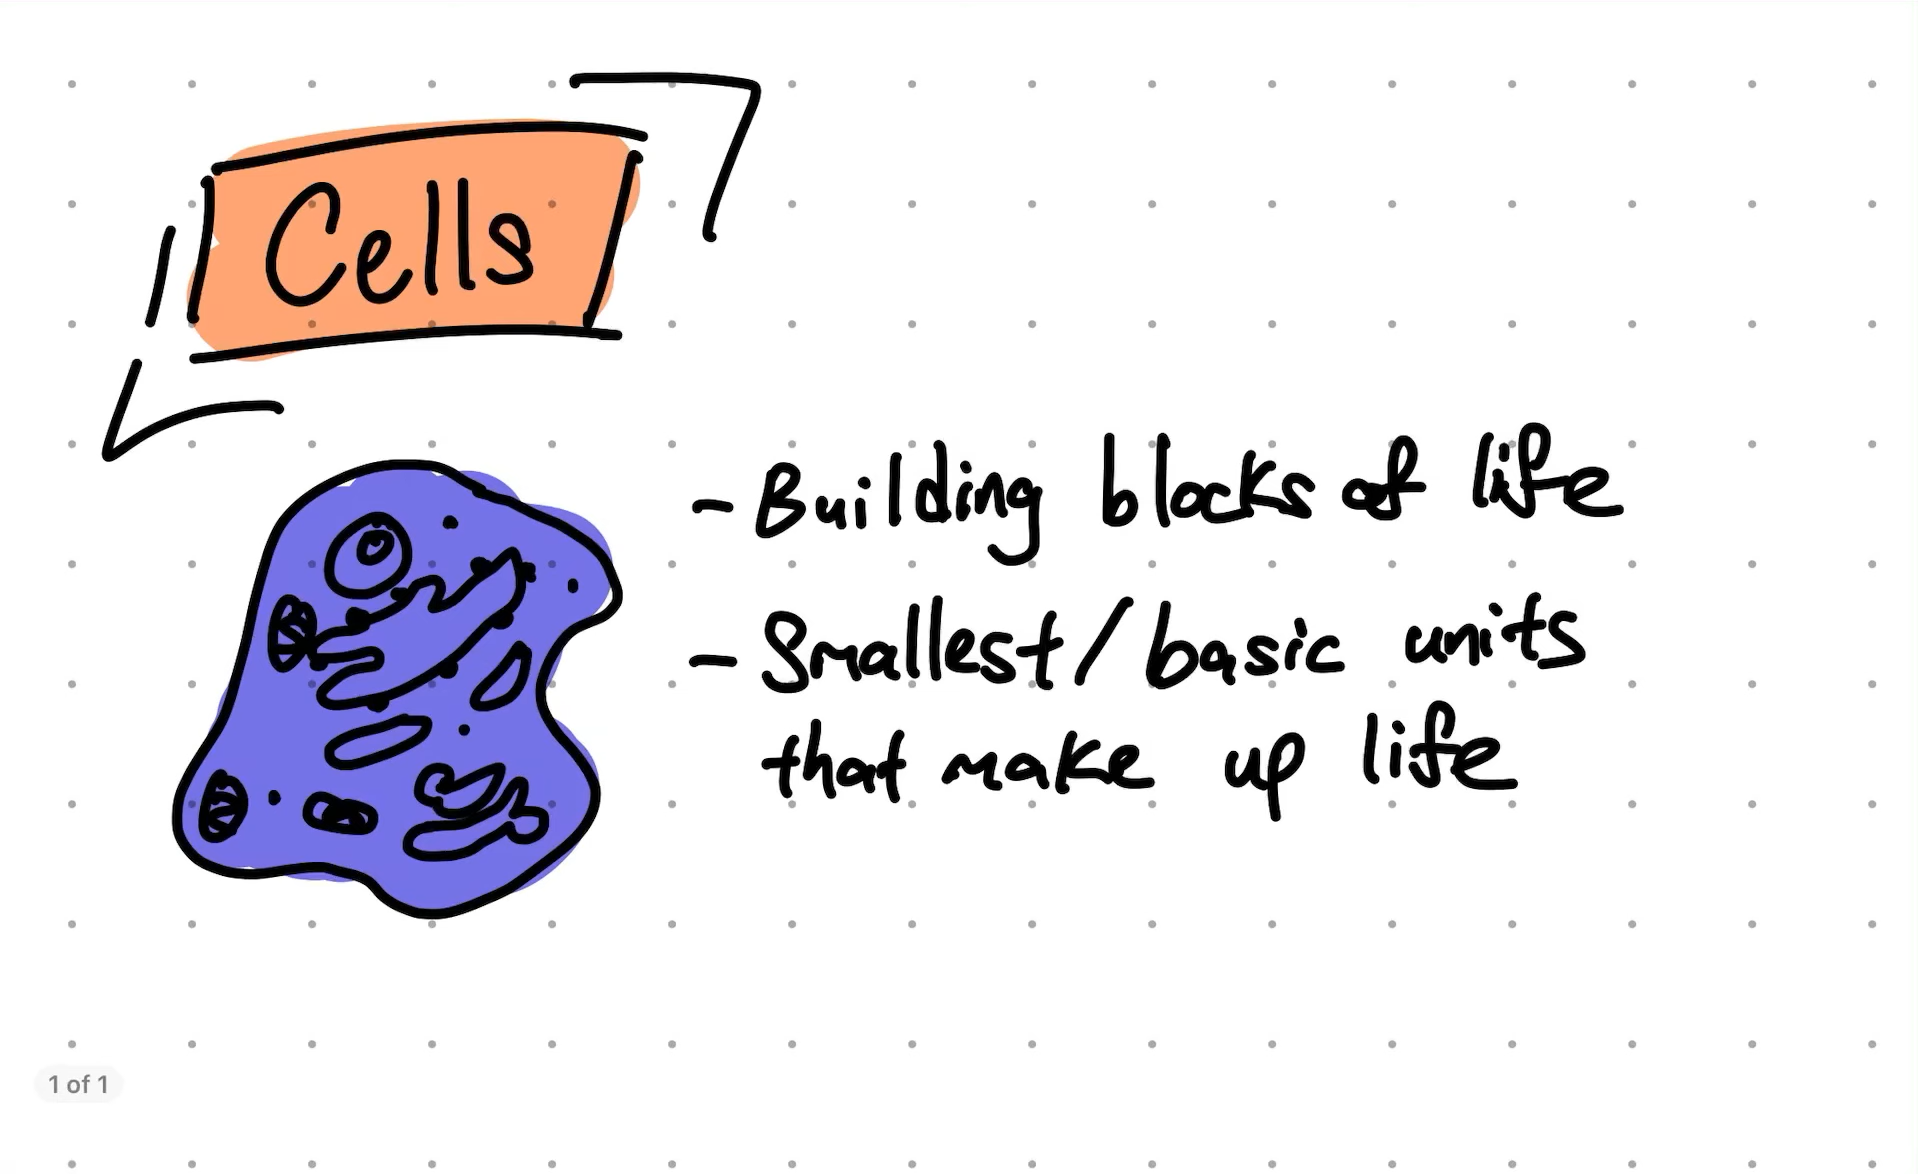 Cells
- Building blocks of life
- Smallest/basic units
that make up life
1 of 1